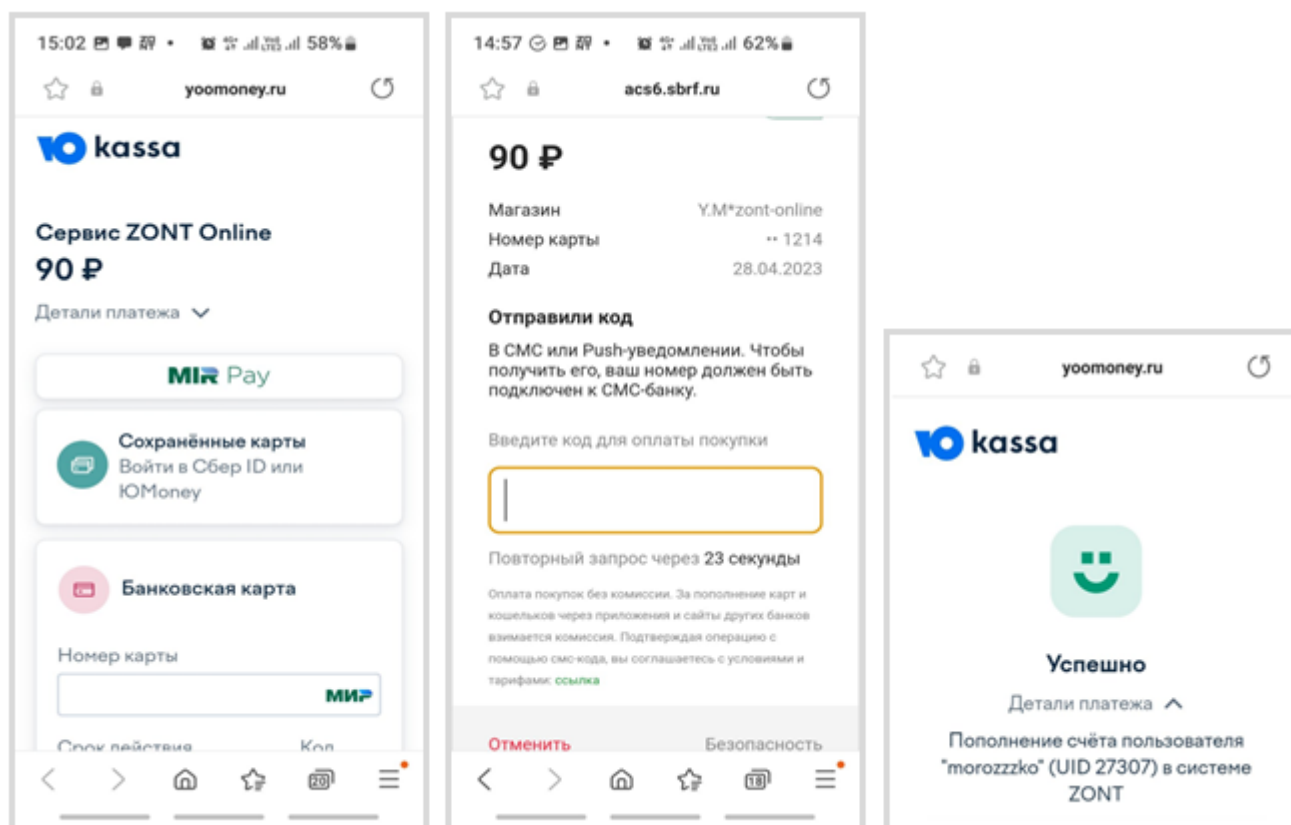 15:02 58%
yoomoney.ru
Ю kassa
Сервис ZONT Online
90 ₽
Детали платежа
MIR Pay
Сохранённые карты
Войти в Сбер ID или
ЮMoney
Банковская карта
Номер карты
МИР
Срок действия Код
20
14:57 62%
acs6.sbrf.ru
90 ₽
Магазин Y.M*zont-online
Номер карты ·· 1214
Дата 28.04.2023
Отправили код
В СМС или Push-уведомлении. Чтобы
получить его, ваш номер должен быть
подключен к СМС-банку.
Введите код для оплаты покупки
Повторный запрос через 23 секунды
Оплата покупок без комиссии. За пополнение карт и
кошельков через приложения и сайты других банков
взимается комиссия. Подтверждая операцию с
помощью смс-кода, вы соглашаетесь с условиями и
тарифами: ссылка
Отменить Безопасность
18
yoomoney.ru
Ю kassa
Успешно
Детали платежа
Пополнение счёта пользователя
"morozzzko" (UID 27307) в системе
ZONT